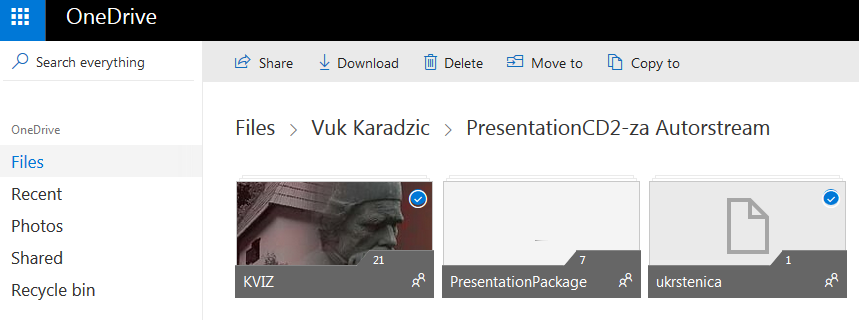 OneDrive
Search everything
Share Download Delete Move to Copy to
OneDrive
Files
Recent
Photos
Shared
Recycle bin
Files > Vuk Karadzic > PresentationCD2-za Autorstream
21
KVIZ
7
PresentationPackage
1
ukrstenica